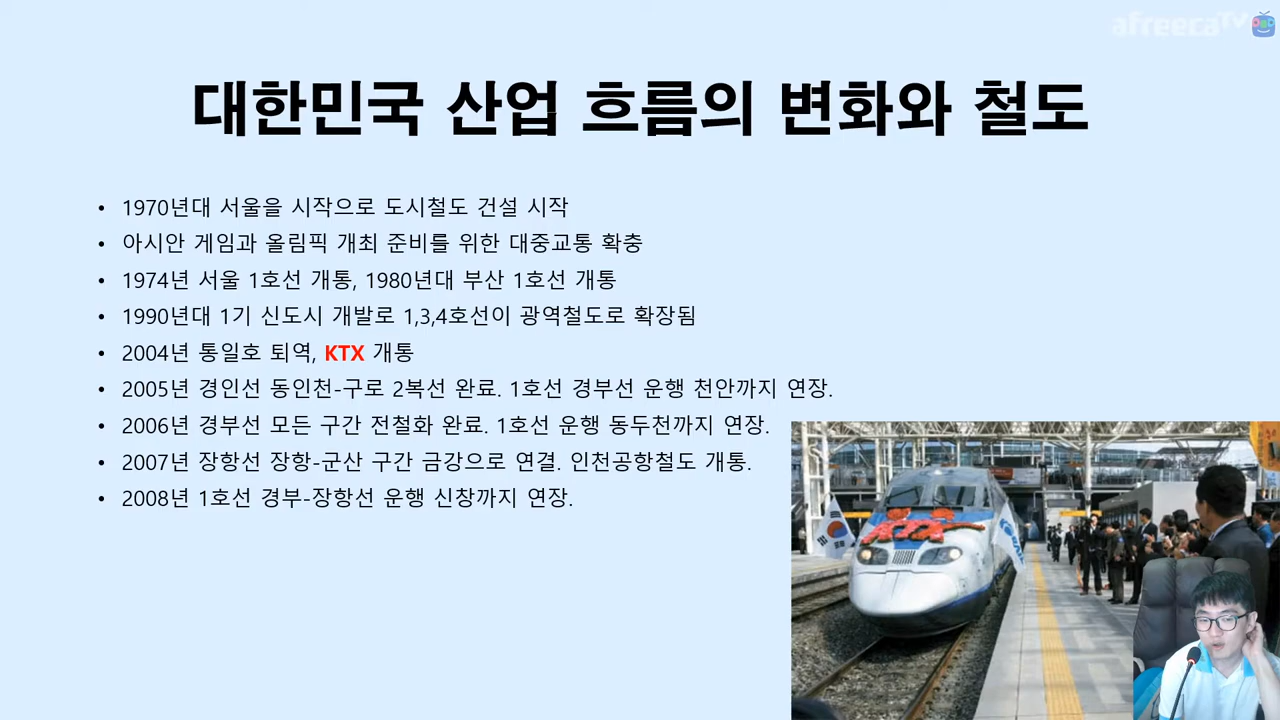 afreecaTV
대한민국 산업 흐름의 변화와 철도
• 1970년대 서울을 시작으로 도시철도 건설 시작
• 아시안 게임과 올림픽 개최 준비를 위한 대중교통 확충
• 1974년 서울 1호선 개통, 1980년대 부산 1호선 개통
• 1990년대 1기 신도시 개발로 1,3,4호선이 광역철도로 확장됨
• 2004년 통일호 퇴역, KTX 개통
• 2005년 경인선 동인천-구로 2복선 완료. 1호선 경부선 운행 천안까지 연장.
• 2006년 경부선 모든 구간 전철화 완료. 1호선 운행 동두천까지 연장.
• 2007년 장항선 장항-군산 구간 금강으로 연결. 인천공항철도 개통.
• 2008년 1호선 경부-장항선 운행 신창까지 연장.